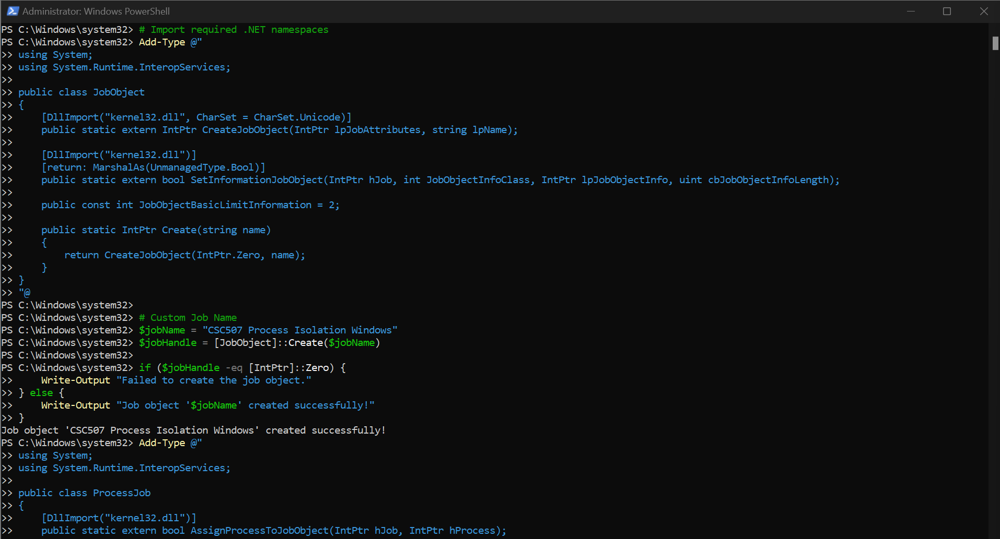 Administrator: Windows PowerShell
PS C:\Windows\system32> # Import required .NET namespaces
PS C:\Windows\system32> Add-Type @"
>> using System;
>> using System.Runtime.InteropServices;
>>
>> public class JobObject
>> {
>>     [DllImport("kernel32.dll", CharSet = CharSet.Unicode)]
>>     public static extern IntPtr CreateJobObject(IntPtr lpJobAttributes, string lpName);
>>
>>     [DllImport("kernel32.dll")]
>>     [return: MarshalAs(UnmanagedType.Bool)]
>>     public static extern bool SetInformationJobObject(IntPtr hJob, int JobObjectInfoClass, IntPtr lpJobObjectInfo, uint cbJobObjectInfoLength);
>>
>>     public const int JobObjectBasicLimitInformation = 2;
>>
>>     public static IntPtr Create(string name)
>>     {
>>         return CreateJobObject(IntPtr.Zero, name);
>>     }
>> }
>> "@
PS C:\Windows\system32>
PS C:\Windows\system32> # Custom Job Name
PS C:\Windows\system32> $jobName = "CSC507 Process Isolation Windows"
PS C:\Windows\system32> $jobHandle = [JobObject]::Create($jobName)
PS C:\Windows\system32>
PS C:\Windows\system32> if ($jobHandle -eq [IntPtr]::Zero) {
>>     Write-Output "Failed to create the job object."
>> } else {
>>     Write-Output "Job object '$jobName' created successfully!"
>> }
Job object 'CSC507 Process Isolation Windows' created successfully!
PS C:\Windows\system32> Add-Type @"
>> using System;
>> using System.Runtime.InteropServices;
>>
>> public class ProcessJob
>> {
>>     [DllImport("kernel32.dll")]
>>     public static extern bool AssignProcessToJobObject(IntPtr hJob, IntPtr hProcess);